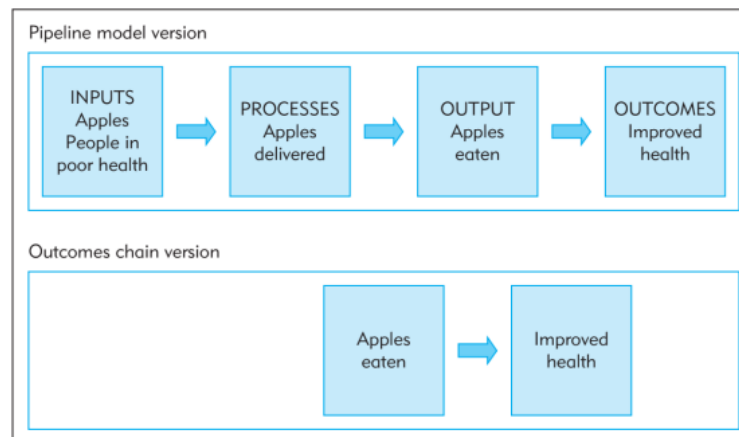 Pipeline model version
INPUTS
Apples
People in
poor health
PROCESSES
Apples
delivered
OUTPUT
Apples
eaten
OUTCOMES
Improved
health
Outcomes chain version
Apples
eaten
Improved
health